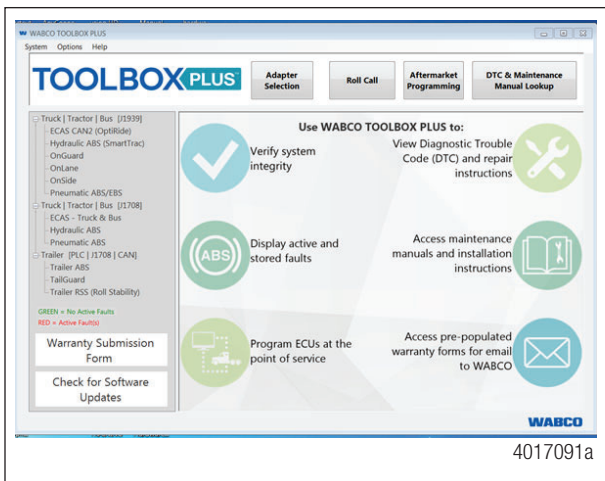 WABCO TOOLBOX PLUS
System Options Help
TOOLBOX PLUS™
Adapter
Selection
Roll Call
Aftermarket
Programming
DTC & Maintenance
Manual Lookup
Truck | Tractor | Bus [J1939]
ECAS CAN2 (OptiRide)
Hydraulic ABS (SmartTrac)
OnGuard
OnLane
OnSide
Pneumatic ABS/EBS
Truck | Tractor | Bus [J1708]
ECAS - Truck & Bus
Hydraulic ABS
Pneumatic ABS
Trailer [PLC | J1708 | CAN]
Trailer ABS
TailGuard
Trailer RSS (Roll Stability)
GREEN = No Active Faults
RED = Active Fault(s)
Warranty Submission
Form
Check for Software
Updates
Use WABCO TOOLBOX PLUS to:
Verify system
integrity
View Diagnostic Trouble
Code (DTC) and repair
instructions
ABS
Display active and
stored faults
Access maintenance
manuals and installation
instructions
Program ECUs at the
point of service
Access pre-populated
warranty forms for email
to WABCO
WABCO
4017091a